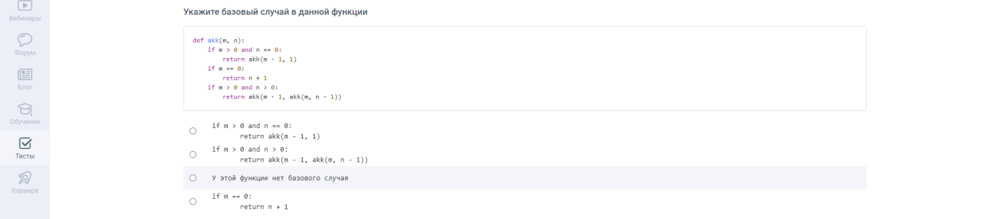 Вебинары
Форум
Блог
Обучение
Тесты
Карьера
Укажите базовый случай в данной функции
def akk(m, n):
    if m > 0 and n == 0:
        return akk(m - 1, 1)
    if m == 0:
        return n + 1
    if m > 0 and n > 0:
        return akk(m - 1, akk(m, n - 1))
if m > 0 and n == 0:
        return akk(m - 1, 1)
if m > 0 and n > 0:
        return akk(m - 1, akk(m, n - 1))
У этой функции нет базового случая
if m == 0:
        return n + 1